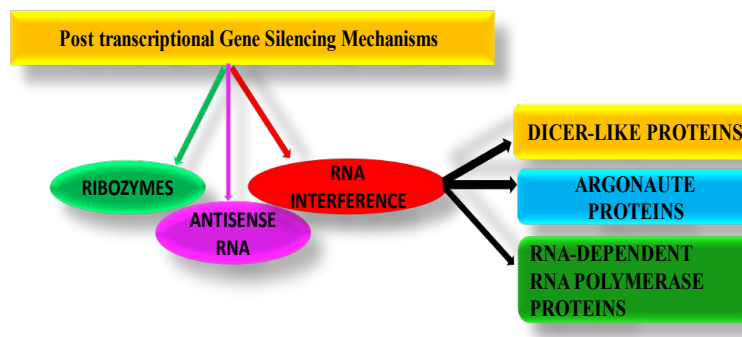 Post transcriptional Gene Silencing Mechanisms
RIBOZYMES
ANTISENSE
RNA
RNA
INTERFERENCE
DICER-LIKE PROTEINS
ARGONAUTE
PROTEINS
RNA-DEPENDENT
RNA POLYMERASE
PROTEINS